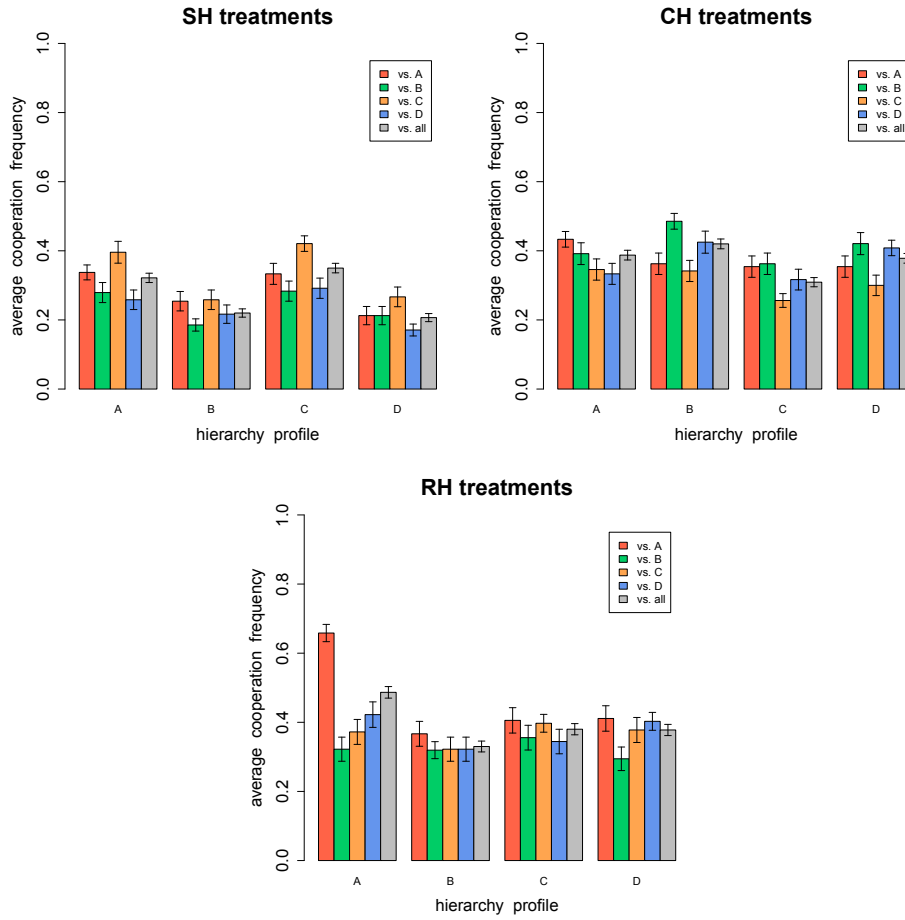 SH treatments
average cooperation frequency
1.0
0.8
0.6
0.4
0.2
0.0
vs. A
vs. B
vs. C
vs. D
vs. all
A B C D
hierarchy profile
CH treatments
average cooperation frequency
1.0
0.8
0.6
0.4
0.2
0.0
vs. A
vs. B
vs. C
vs. D
vs. all
A B C D
hierarchy profile
RH treatments
average cooperation frequency
1.0
0.8
0.6
0.4
0.2
0.0
vs. A
vs. B
vs. C
vs. D
vs. all
A B C D
hierarchy profile